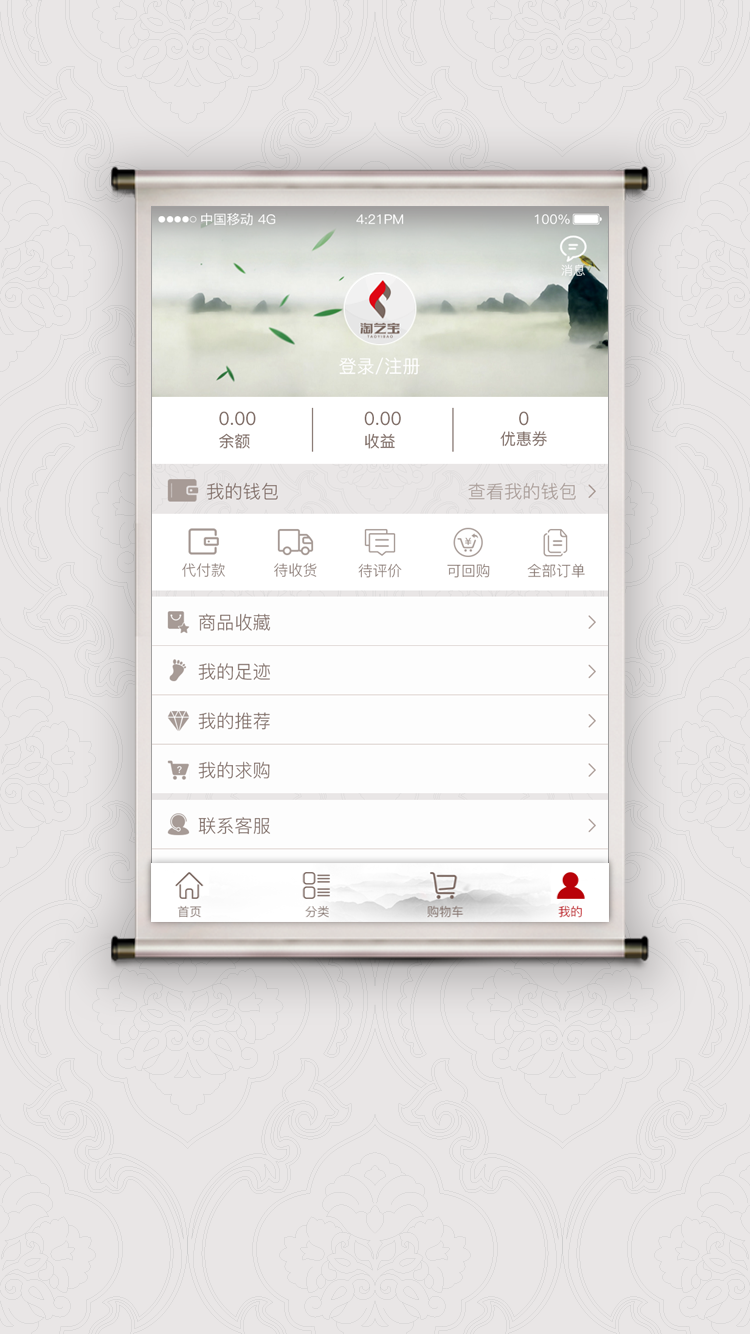 中国移动 4G 4:21PM 100%
消息
淘艺宝
TAOYIBAO
登录/注册
0.00 0.00 0
余额 收益 优惠券
我的钱包 查看我的钱包
代付款 待收货 待评价 可回购 全部订单
商品收藏
我的足迹
我的推荐
我的求购
联系客服
首页 分类 购物车 我的